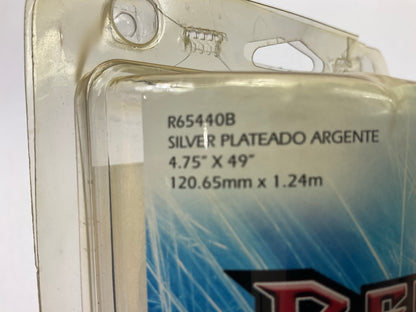 R65440B
SILVER PLATEADO ARGENTE
4.75" X 49"
120.65mm x 1.24m